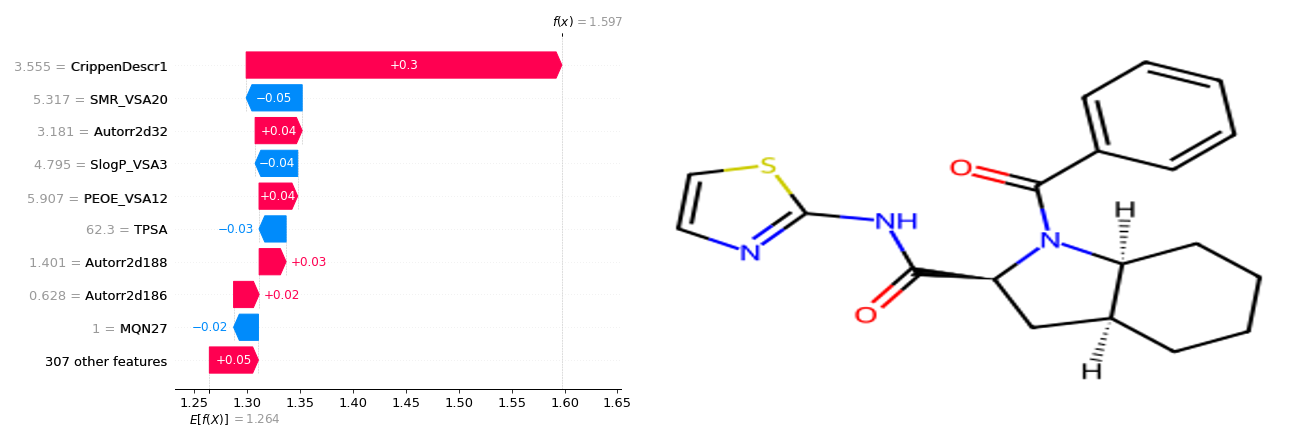 f(x) = 1.597
3.555 = CrippenDescr1
+0.3
5.317 = SMR_VSA20
−0.05
3.181 = Autorr2d32
+0.04
4.795 = SlogP_VSA3
−0.04
5.907 = PEOE_VSA12
+0.04
62.3 = TPSA
−0.03
1.401 = Autorr2d188
+0.03
0.628 = Autorr2d186
+0.02
1 = MQN27
−0.02
307 other features
+0.05
1.25 1.30 1.35 1.40 1.45 1.50 1.55 1.60 1.65
E[f(X)] = 1.264
S
N
NH
O
O
N
H
H